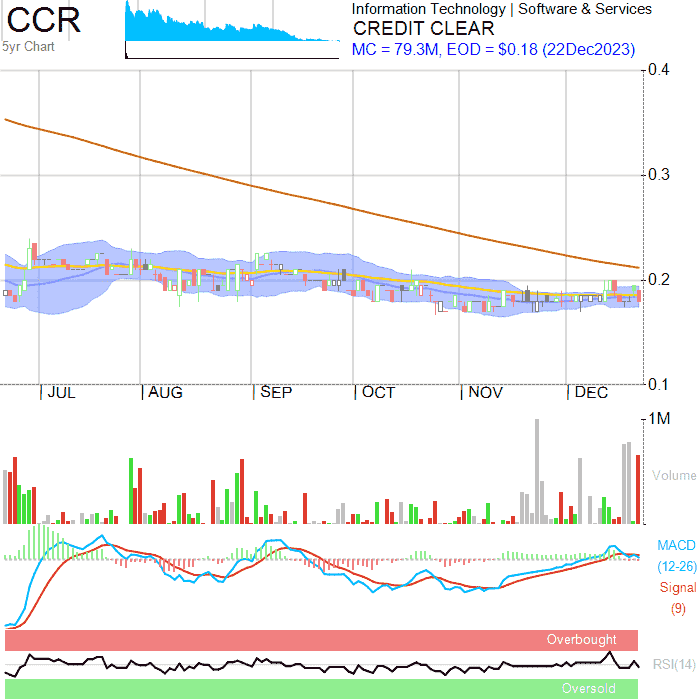 CCR
5yr Chart
Information Technology | Software & Services
CREDIT CLEAR
MC = 79.3M, EOD = $0.18 (22Dec2023)
0.4
0.3
0.2
0.1
JUL
AUG
SEP
OCT
NOV
DEC
1M
Volume
MACD
(12-26)
Signal
(9)
Overbought
RSI(14)
Oversold